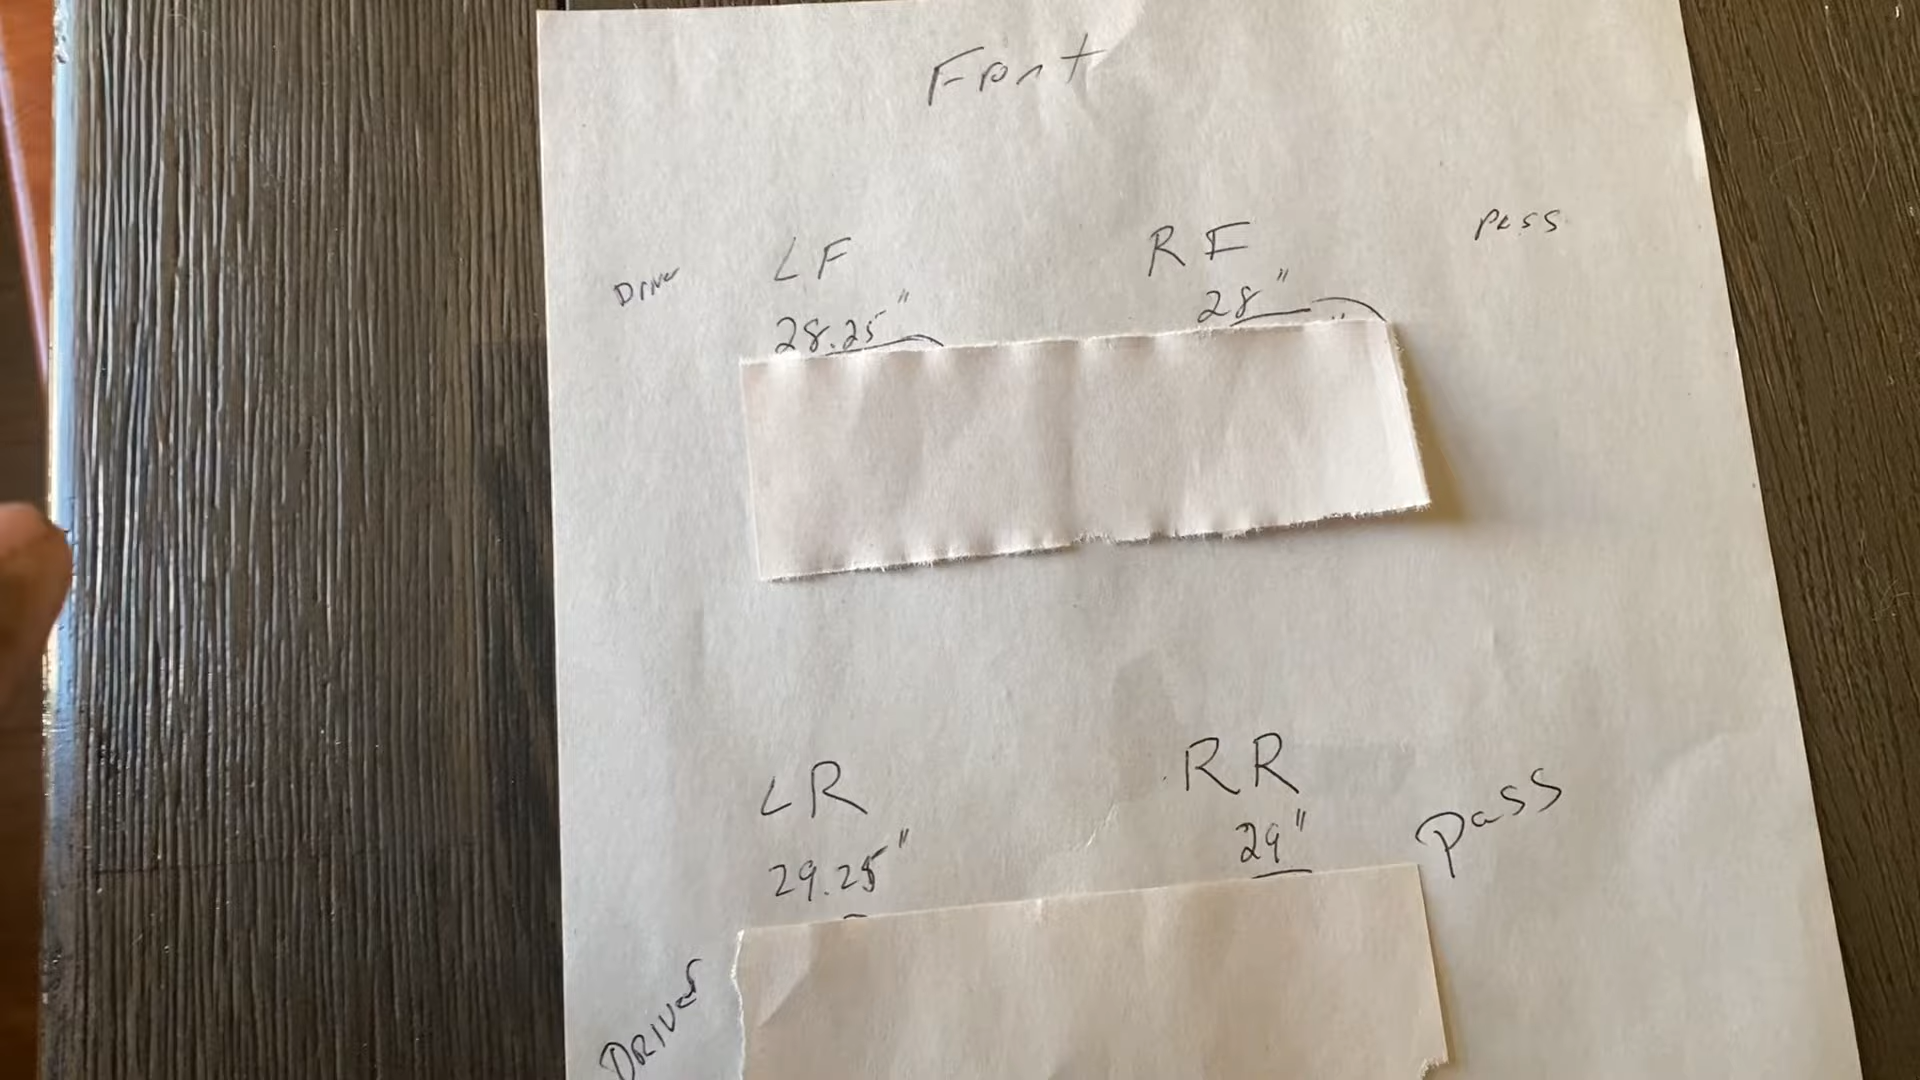 Front
Driver LF RF Pass
28.25" 28"
LR RR
29.25" 29" Pass
DRIVer